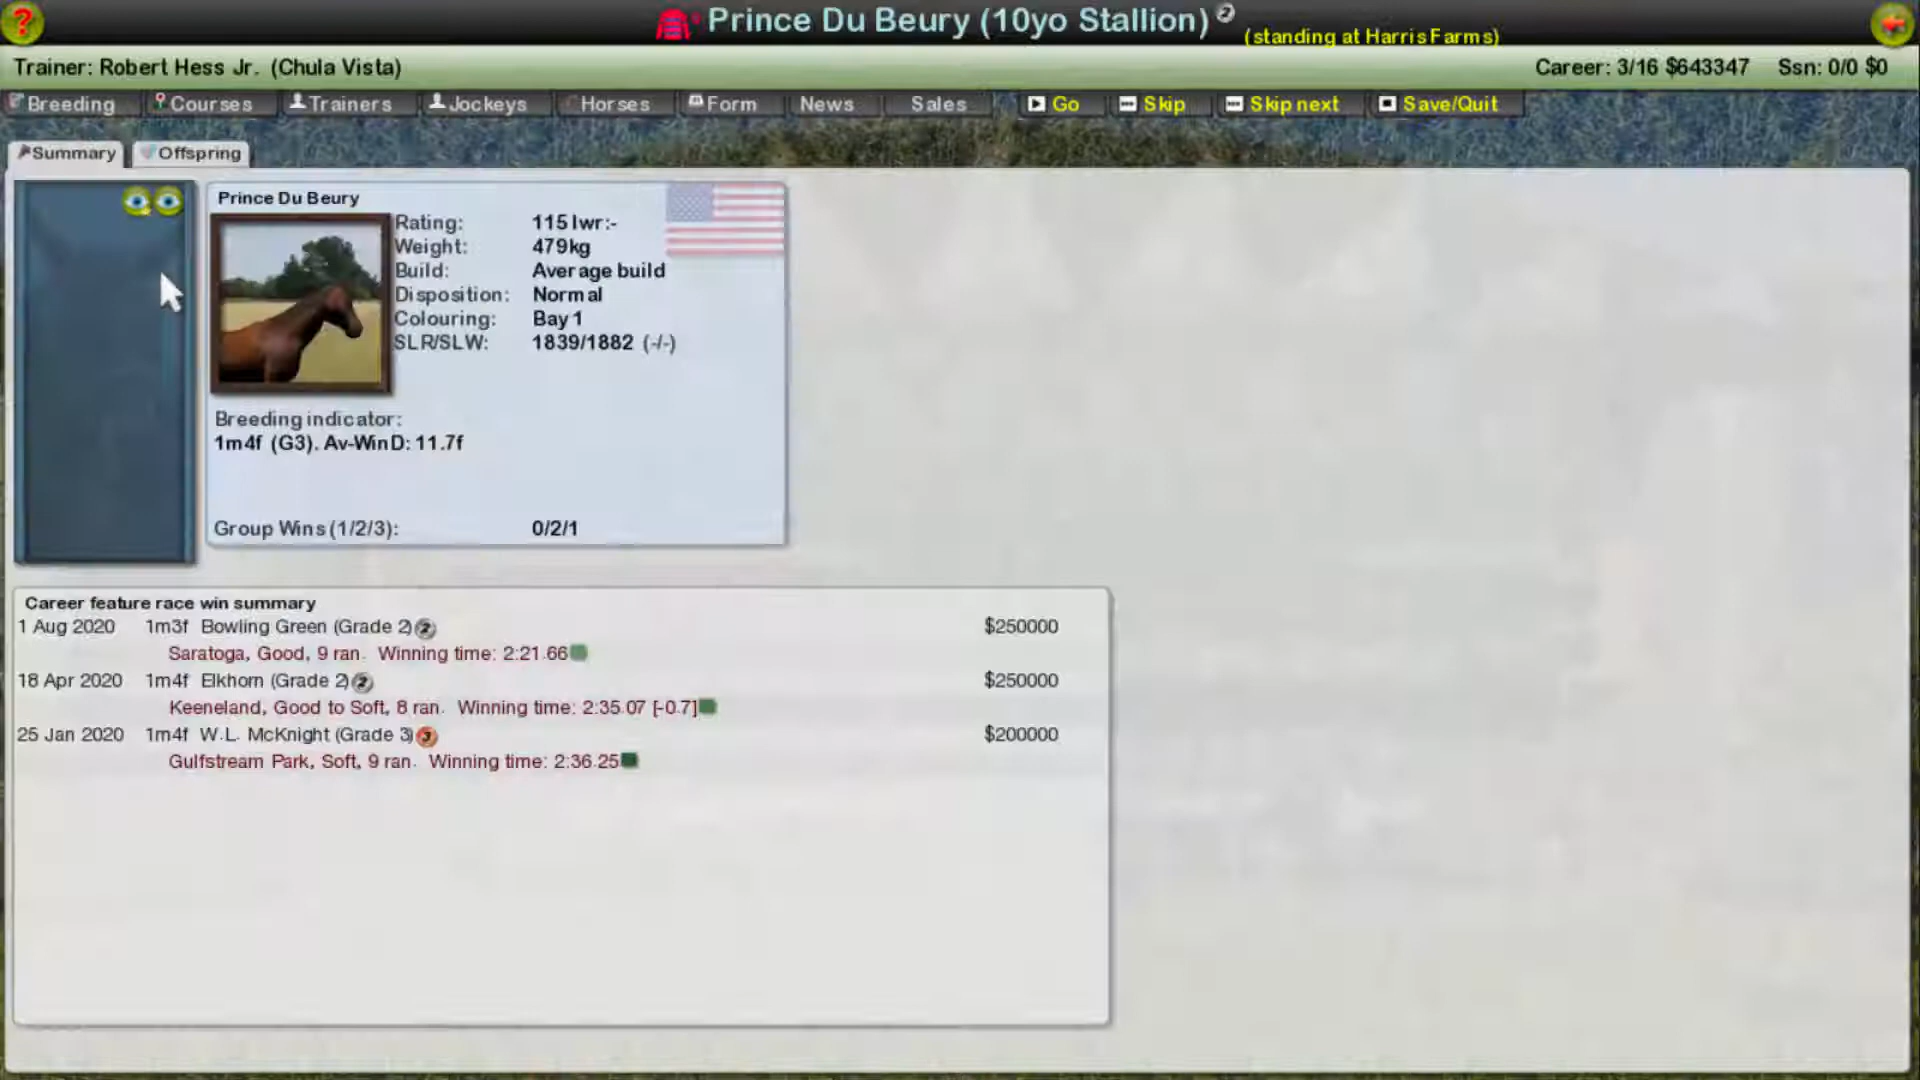 ?
Prince Du Beury (10yo Stallion) 2 (standing at Harris Farms)
Trainer: Robert Hess Jr. (Chula Vista) Career: 3/16 $643347 Ssn: 0/0 $0
Breeding Courses Trainers Jockeys Horses Form News Sales Go Skip Skip next Save/Quit
Summary Offspring
Prince Du Beury
Rating: 115 lwr:-
Weight: 479kg
Build: Average build
Disposition: Normal
Colouring: Bay 1
SLR/SLW: 1839/1882 (-/-)
Breeding indicator:
1m4f (G3). Av-WinD: 11.7f
Group Wins (1/2/3): 0/2/1
Career feature race win summary
1 Aug 2020 1m3f Bowling Green (Grade 2) 2 $250000
Saratoga, Good, 9 ran. Winning time: 2:21.66
18 Apr 2020 1m4f Elkhorn (Grade 2) 2 $250000
Keeneland, Good to Soft, 8 ran. Winning time: 2:35.07 [-0.7]
25 Jan 2020 1m4f W.L. McKnight (Grade 3) 3 $200000
Gulfstream Park, Soft, 9 ran. Winning time: 2:36.25